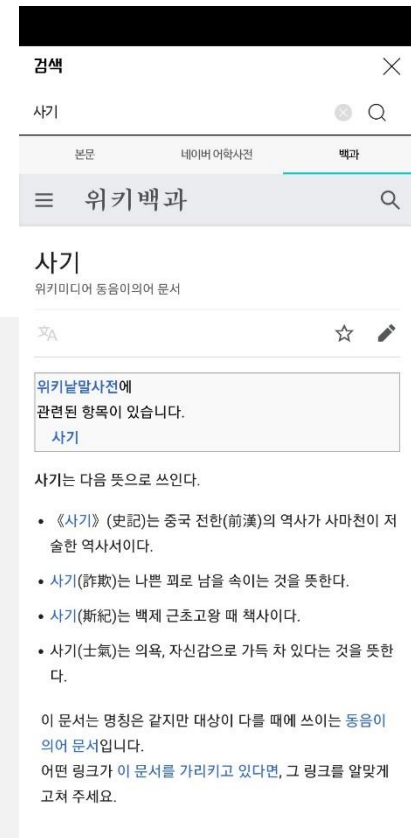 검색
사기
본문 네이버 어학사전 백과
위키백과
사기
위키미디어 동음이의어 문서
위키낱말사전에
관련된 항목이 있습니다.
사기
사기는 다음 뜻으로 쓰인다.
• 《사기》(史記)는 중국 전한(前漢)의 역사가 사마천이 저
술한 역사서이다.
• 사기(詐欺)는 나쁜 꾀로 남을 속이는 것을 뜻한다.
• 사기(斯紀)는 백제 근초고왕 때 책사이다.
• 사기(士氣)는 의욕, 자신감으로 가득 차 있다는 것을 뜻한
다.
이 문서는 명칭은 같지만 대상이 다를 때에 쓰이는 동음이
의어 문서입니다.
어떤 링크가 이 문서를 가리키고 있다면, 그 링크를 알맞게
고쳐 주세요.